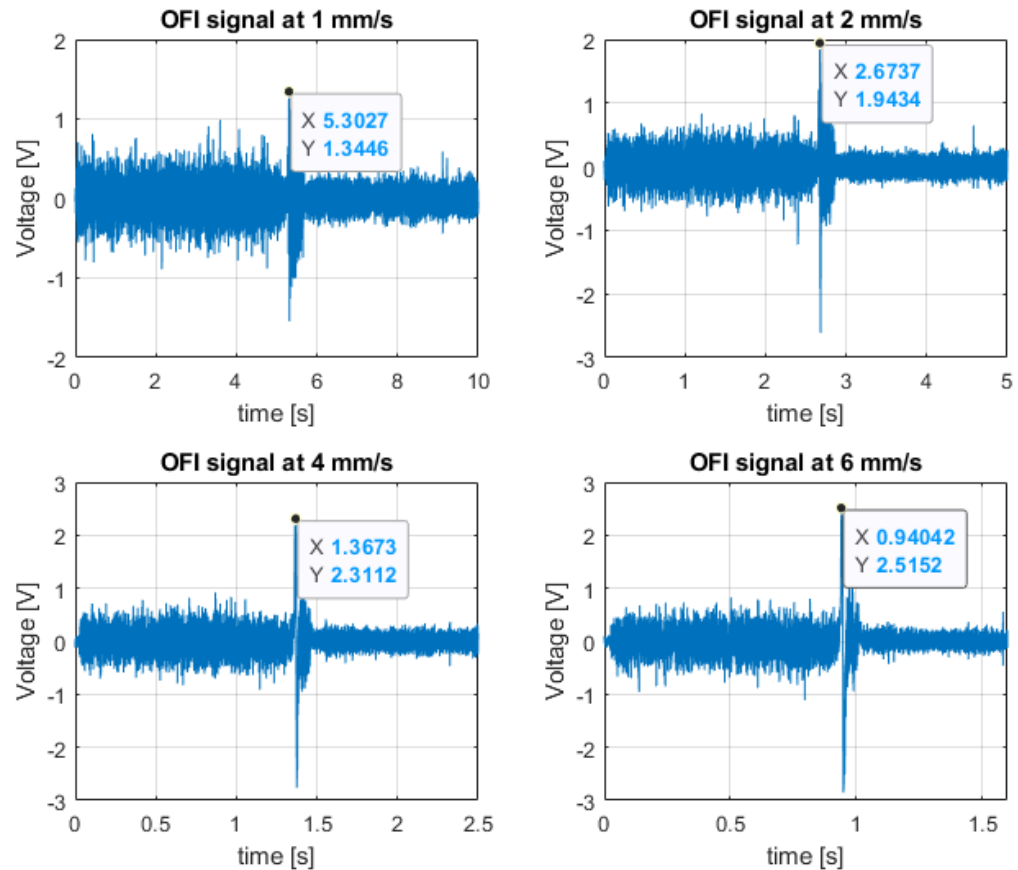 OFI signal at 1 mm/s
2
1
0
-1
-2
Voltage [V]
X 5.3027
Y 1.3446
0 2 4 6 8 10
time [s]
OFI signal at 2 mm/s
2
1
0
-1
-2
-3
Voltage [V]
X 2.6737
Y 1.9434
0 1 2 3 4 5
time [s]
OFI signal at 4 mm/s
3
2
1
0
-1
-2
-3
Voltage [V]
X 1.3673
Y 2.3112
0 0.5 1 1.5 2 2.5
time [s]
OFI signal at 6 mm/s
3
2
1
0
-1
-2
-3
Voltage [V]
X 0.94042
Y 2.5152
0 0.5 1 1.5
time [s]